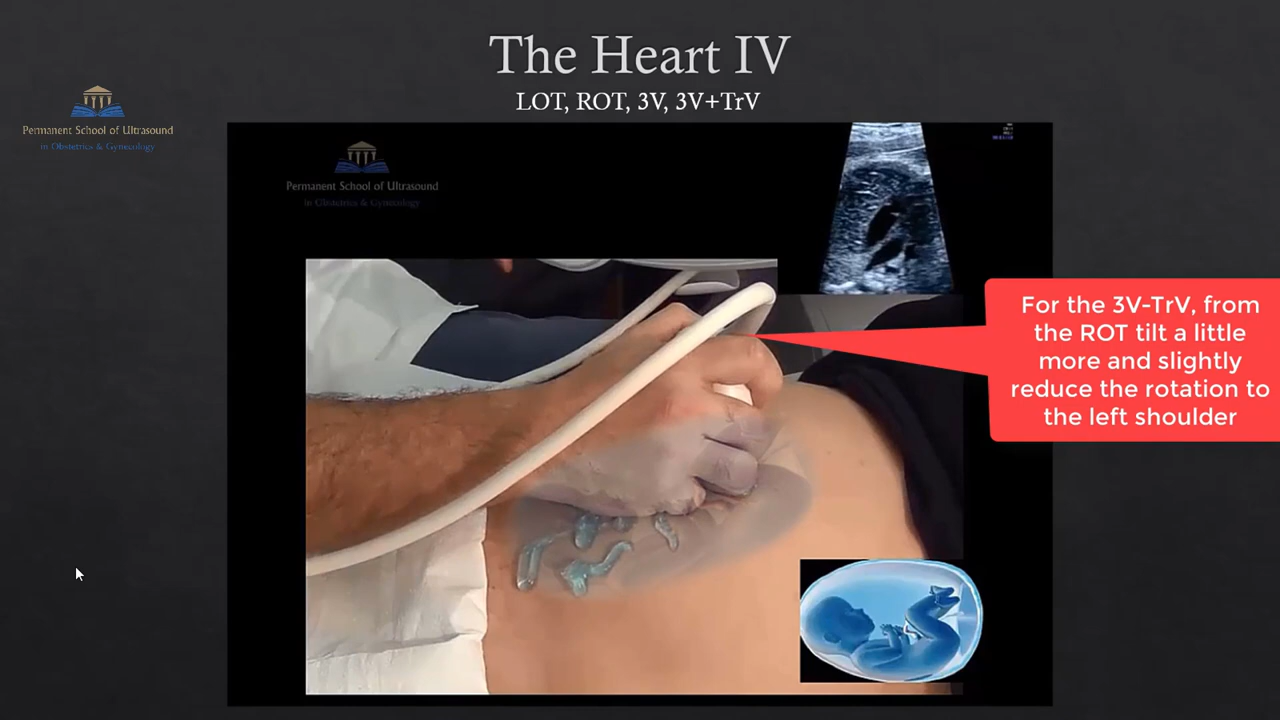 The Heart IV
LOT, ROT, 3V, 3V+TrV
Permanent School of Ultrasound
in Obstetrics & Gynecology
Permanent School of Ultrasound
in Obstetrics & Gynecology
For the 3V-TrV, from
the ROT tilt a little
more and slightly
reduce the rotation to
the left shoulder